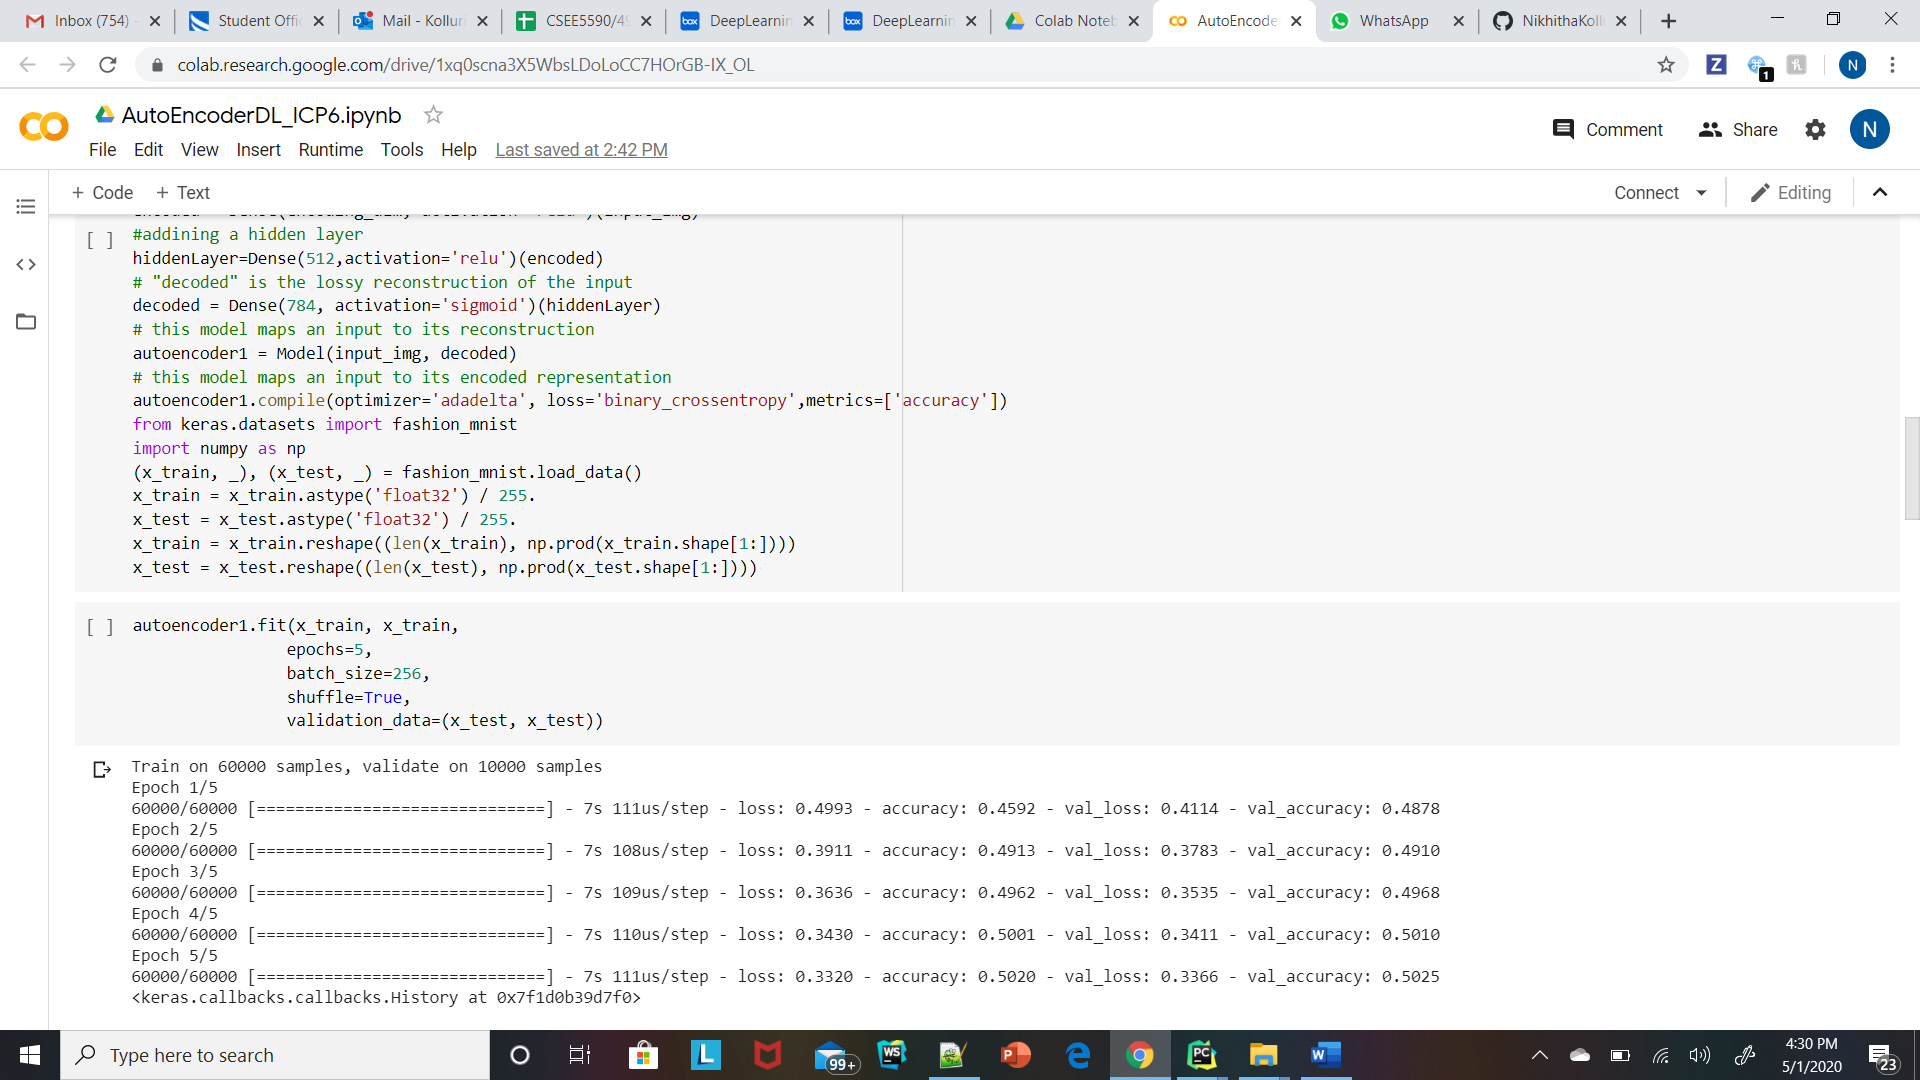 Inbox (754) -
Student Offic
Mail - Kolluri
CSEE5590/49
DeepLearnin
DeepLearnin
Colab Noteb
AutoEncode
WhatsApp
NikhithaKoll
colab.research.google.com/drive/1xq0scna3X5WbsLDoLoCC7HOrGB-IX_OL
AutoEncoderDL_ICP6.ipynb
Comment
Share
N
File Edit View Insert Runtime Tools Help Last saved at 2:42 PM
+ Code + Text
Connect
Editing
[ ] #addining a hidden layer
hiddenLayer=Dense(512,activation='relu')(encoded)
# "decoded" is the lossy reconstruction of the input
decoded = Dense(784, activation='sigmoid')(hiddenLayer)
# this model maps an input to its reconstruction
autoencoder1 = Model(input_img, decoded)
# this model maps an input to its encoded representation
autoencoder1.compile(optimizer='adadelta', loss='binary_crossentropy',metrics=['accuracy'])
from keras.datasets import fashion_mnist
import numpy as np
(x_train, _), (x_test, _) = fashion_mnist.load_data()
x_train = x_train.astype('float32') / 255.
x_test = x_test.astype('float32') / 255.
x_train = x_train.reshape((len(x_train), np.prod(x_train.shape[1:])))
x_test = x_test.reshape((len(x_test), np.prod(x_test.shape[1:])))
[ ] autoencoder1.fit(x_train, x_train,
epochs=5,
batch_size=256,
shuffle=True,
validation_data=(x_test, x_test))
Train on 60000 samples, validate on 10000 samples
Epoch 1/5
60000/60000 [==============================] - 7s 111us/step - loss: 0.4993 - accuracy: 0.4592 - val_loss: 0.4114 - val_accuracy: 0.4878
Epoch 2/5
60000/60000 [==============================] - 7s 108us/step - loss: 0.3911 - accuracy: 0.4913 - val_loss: 0.3783 - val_accuracy: 0.4910
Epoch 3/5
60000/60000 [==============================] - 7s 109us/step - loss: 0.3636 - accuracy: 0.4962 - val_loss: 0.3535 - val_accuracy: 0.4968
Epoch 4/5
60000/60000 [==============================] - 7s 110us/step - loss: 0.3430 - accuracy: 0.5001 - val_loss: 0.3411 - val_accuracy: 0.5010
Epoch 5/5
60000/60000 [==============================] - 7s 111us/step - loss: 0.3320 - accuracy: 0.5020 - val_loss: 0.3366 - val_accuracy: 0.5025
<keras.callbacks.callbacks.History at 0x7f1d0b39d7f0>
Type here to search
99+
4:30 PM
5/1/2020
23